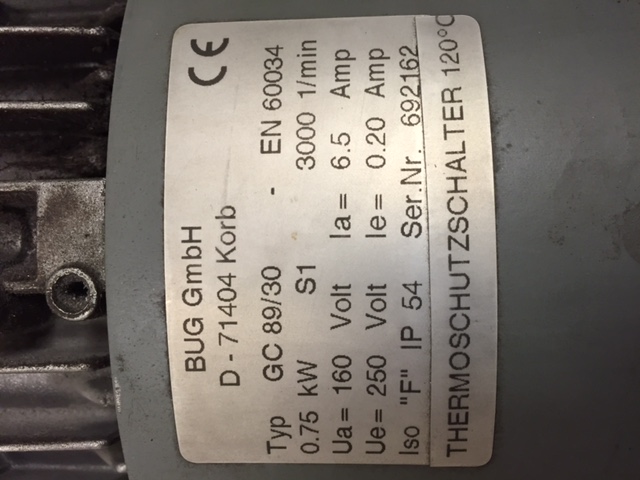 CE
BUG GmbH
D - 71404 Korb
Typ GC 89/30 - EN 60034
0.75 kW S1 3000 1/min
Ua = 160 Volt Ia = 6.5 Amp
Ue = 250 Volt Ie = 0.20 Amp
Iso "F" IP 54 Ser.Nr. 692162
THERMOSCHUTZSCHALTER 120°C